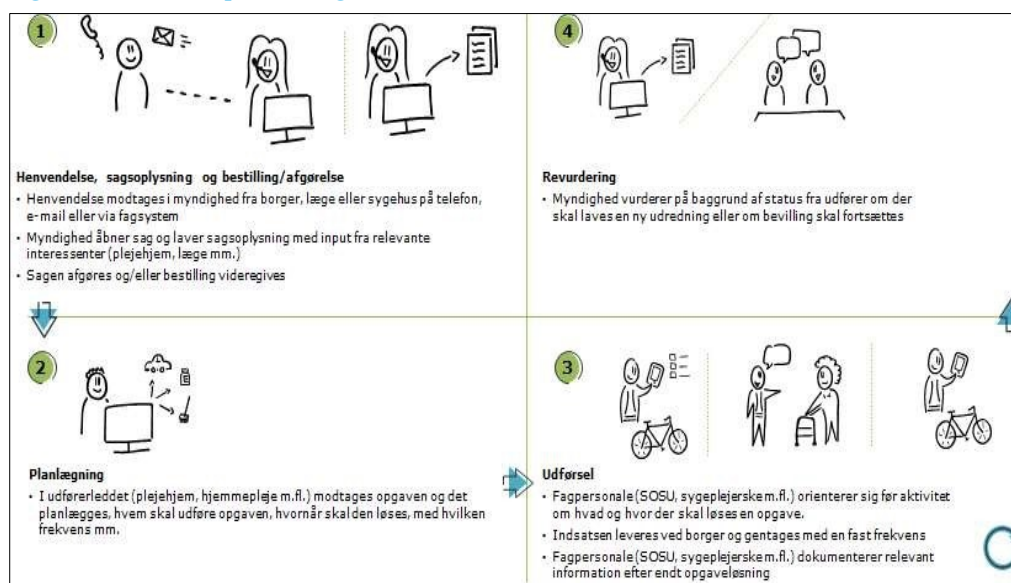 1
Henvendelse, sagsoplysning og bestilling/afgørelse
• Henvendelse modtages i myndighed fra borger, læge eller sygehus på telefon,
e-mail eller via fagsystem
• Myndighed åbner sag og laver sagsoplysning med input fra relevante
interessenter (plejehjem, læge mm.)
• Sagen afgøres og/eller bestilling videregives
2
Planlægning
• I udførerleddet (plejehjem, hjemmepleje m.fl.) modtages opgaven og det
planlægges, hvem skal udføre opgaven, hvornår skal den løses, med hvilken
frekvens mm.
3
Udførsel
• Fagpersonale (SOSU, sygeplejerske m.fl.) orienterer sig før aktivitet
om hvad og hvor der skal løses en opgave.
• Indsatsen leveres ved borger og gentages med en fast frekvens
• Fagpersonale (SOSU, sygeplejerske m.fl.) dokumenterer relevant
information efter endt opgaveløsning
4
Revurdering
• Myndighed vurderer på baggrund af status fra udfører om der
skal laves en ny udredning eller om bevilling skal fortsættes